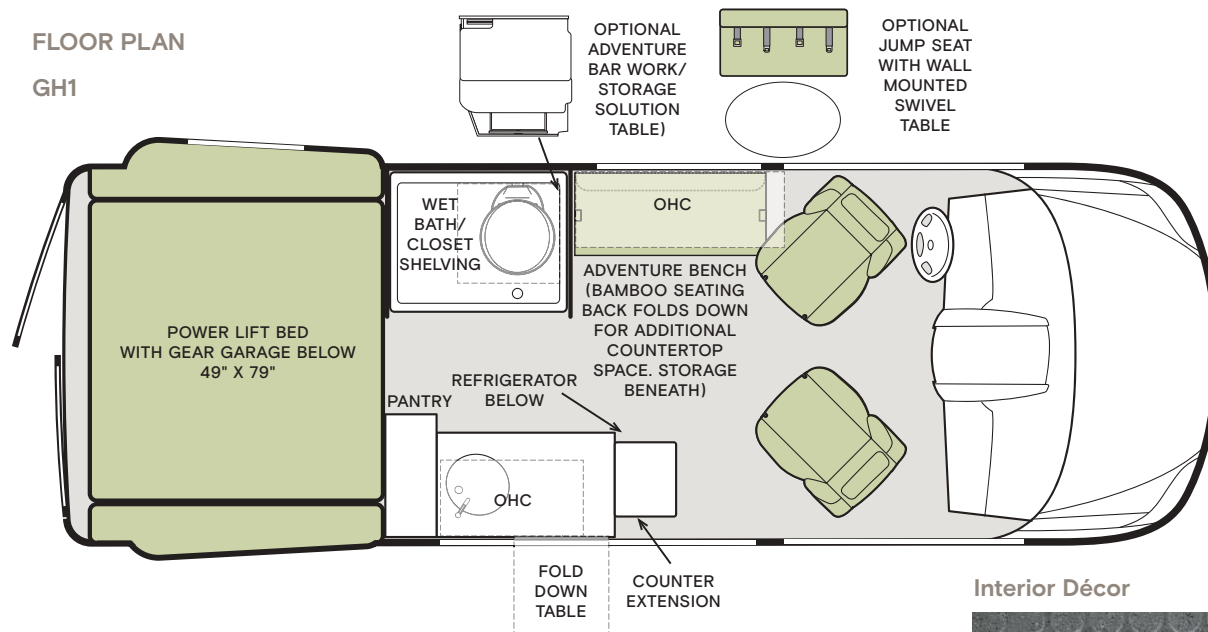 FLOOR PLAN
GH1
OPTIONAL
ADVENTURE
BAR WORK/
STORAGE
SOLUTION
TABLE)
OPTIONAL
JUMP SEAT
WITH WALL
MOUNTED
SWIVEL
TABLE
WET
BATH/
CLOSET
SHELVING
OHC
ADVENTURE BENCH
(BAMBOO SEATING
BACK FOLDS DOWN
FOR ADDITIONAL
COUNTERTOP
SPACE. STORAGE
BENEATH)
POWER LIFT BED
WITH GEAR GARAGE BELOW
49" X 79"
REFRIGERATOR
BELOW
PANTRY
OHC
FOLD
DOWN
TABLE
COUNTER
EXTENSION
Interior Décor